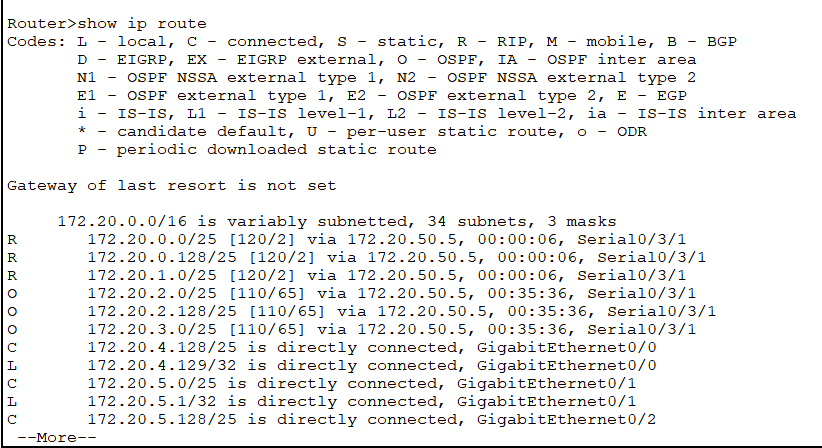 Router>show ip route
Codes: L - local, C - connected, S - static, R - RIP, M - mobile, B - BGP
       D - EIGRP, EX - EIGRP external, O - OSPF, IA - OSPF inter area
       N1 - OSPF NSSA external type 1, N2 - OSPF NSSA external type 2
       E1 - OSPF external type 1, E2 - OSPF external type 2, E - EGP
       i - IS-IS, L1 - IS-IS level-1, L2 - IS-IS level-2, ia - IS-IS inter area
       * - candidate default, U - per-user static route, o - ODR
       P - periodic downloaded static route
Gateway of last resort is not set
     172.20.0.0/16 is variably subnetted, 34 subnets, 3 masks
R       172.20.0.0/25 [120/2] via 172.20.50.5, 00:00:06, Serial0/3/1
R       172.20.0.128/25 [120/2] via 172.20.50.5, 00:00:06, Serial0/3/1
R       172.20.1.0/25 [120/2] via 172.20.50.5, 00:00:06, Serial0/3/1
O       172.20.2.0/25 [110/65] via 172.20.50.5, 00:35:36, Serial0/3/1
O       172.20.2.128/25 [110/65] via 172.20.50.5, 00:35:36, Serial0/3/1
O       172.20.3.0/25 [110/65] via 172.20.50.5, 00:35:36, Serial0/3/1
C       172.20.4.128/25 is directly connected, GigabitEthernet0/0
L       172.20.4.129/32 is directly connected, GigabitEthernet0/0
C       172.20.5.0/25 is directly connected, GigabitEthernet0/1
L       172.20.5.1/32 is directly connected, GigabitEthernet0/1
C       172.20.5.128/25 is directly connected, GigabitEthernet0/2
 --More--